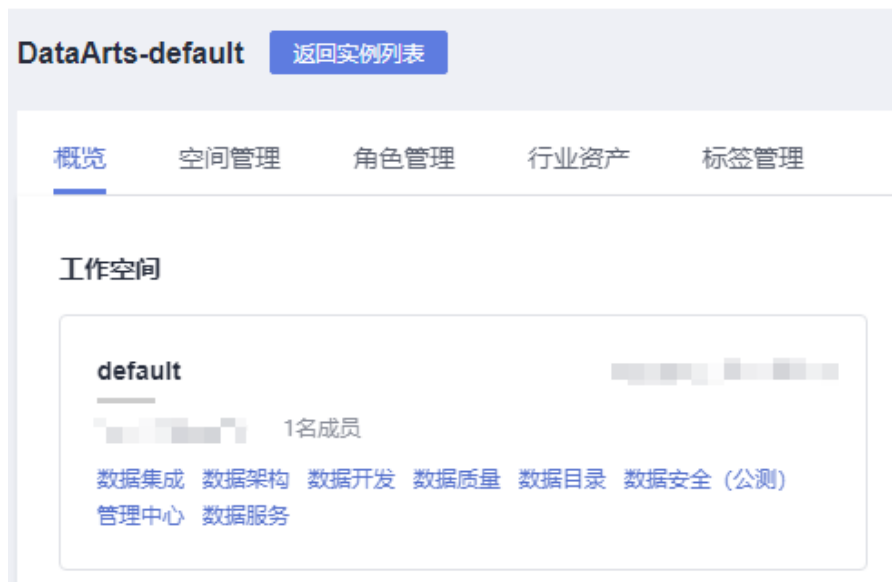 DataArts-default 返回实例列表
概览 空间管理 角色管理 行业资产 标签管理
工作空间
default
1名成员
数据集成 数据架构 数据开发 数据质量 数据目录 数据安全（公测）
管理中心 数据服务